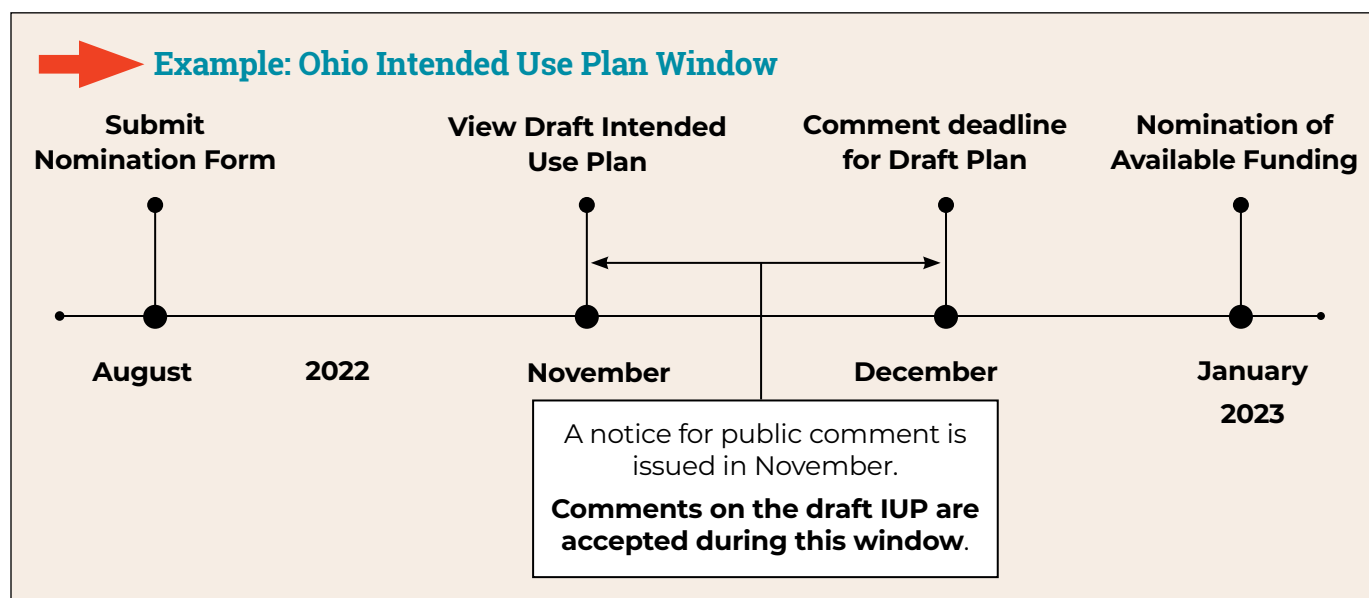 Example: Ohio Intended Use Plan Window
Submit
Nomination Form
View Draft Intended
Use Plan
Comment deadline
for Draft Plan
Nomination of
Available Funding
August
2022
November
December
January
2023
A notice for public comment is
issued in November.
Comments on the draft IUP are
accepted during this window.